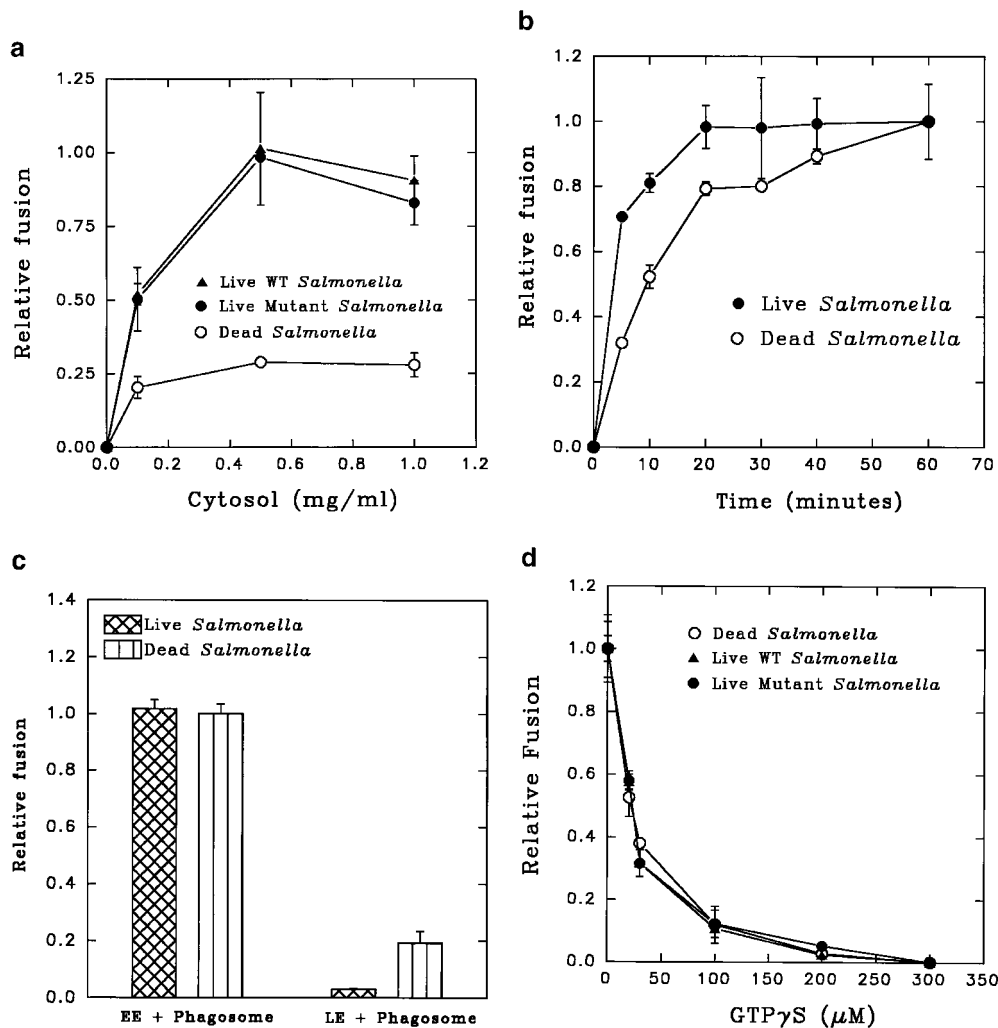 a
1.25
1.00
0.75
0.50
0.25
0.00
Relative fusion
Live WT Salmonella
Live Mutant Salmonella
Dead Salmonella
0.0 0.2 0.4 0.6 0.8 1.0 1.2
Cytosol (mg/ml)
b
1.2
1.0
0.8
0.6
0.4
0.2
0.0
Relative fusion
Live Salmonella
Dead Salmonella
0 10 20 30 40 50 60 70
Time (minutes)
c
1.4
1.2
1.0
0.8
0.6
0.4
0.2
0.0
Relative fusion
Live Salmonella
Dead Salmonella
EE + Phagosome LE + Phagosome
d
1.2
1.0
0.8
0.6
0.4
0.2
0.0
Relative Fusion
Dead Salmonella
Live WT Salmonella
Live Mutant Salmonella
0 50 100 150 200 250 300 350
GTPγS (μM)